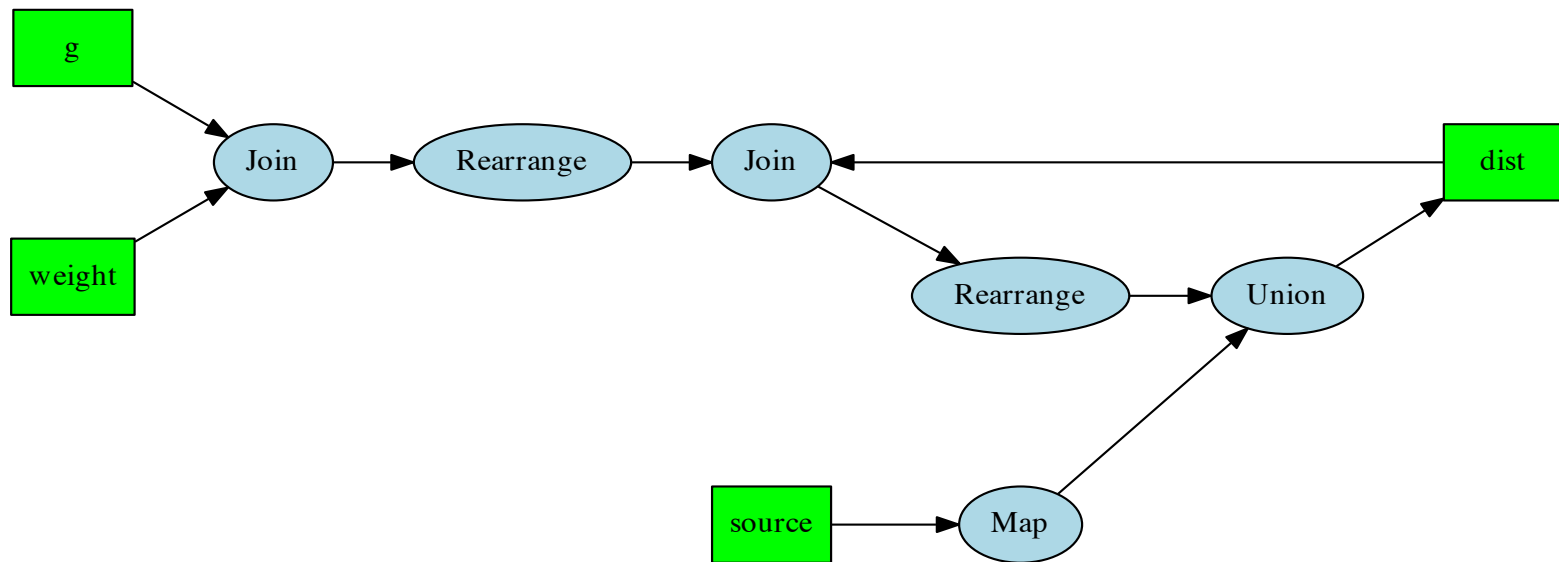 g
Join
Rearrange
Join
dist
weight
Rearrange
Union
source
Map